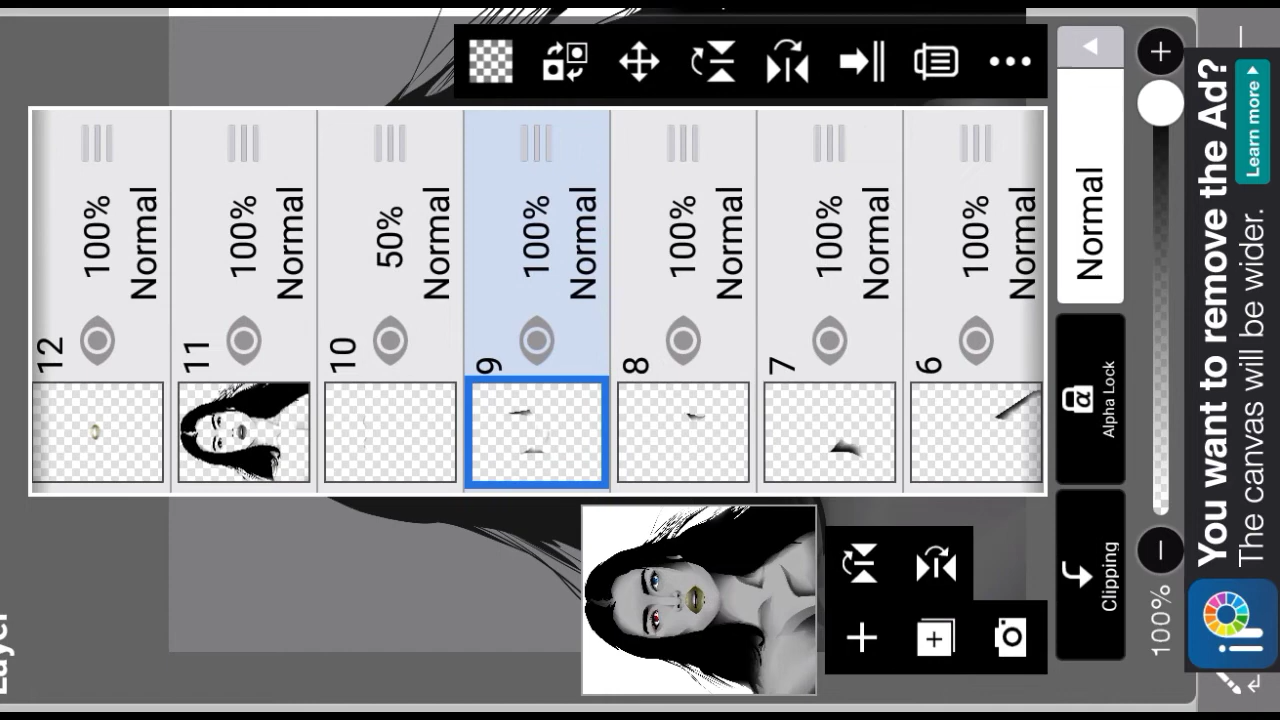 Layer
12
100%
Normal
11
100%
Normal
10
50%
Normal
9
100%
Normal
8
100%
Normal
7
100%
Normal
6
100%
Normal
Normal
α
Alpha Lock
Clipping
100%
You want to remove the Ad?
The canvas will be wider.
Learn more
iP